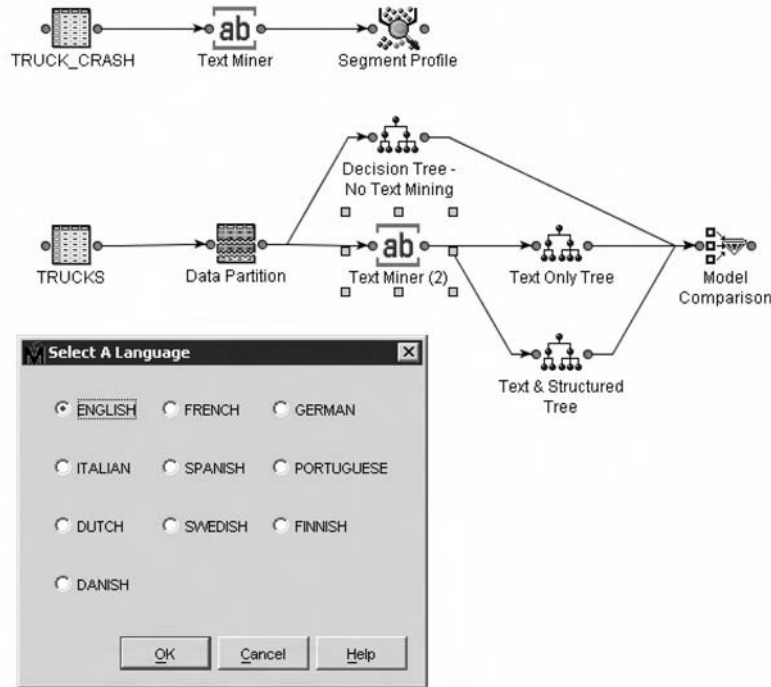 TRUCK_CRASH
ab
Text Miner
Segment Profile
Decision Tree -
No Text Mining
TRUCKS
Data Partition
ab
Text Miner (2)
Text Only Tree
Model
Comparison
Text & Structured
Tree
Select A Language
ENGLISH FRENCH GERMAN
ITALIAN SPANISH PORTUGUESE
DUTCH SWEDISH FINNISH
DANISH
OK Cancel Help